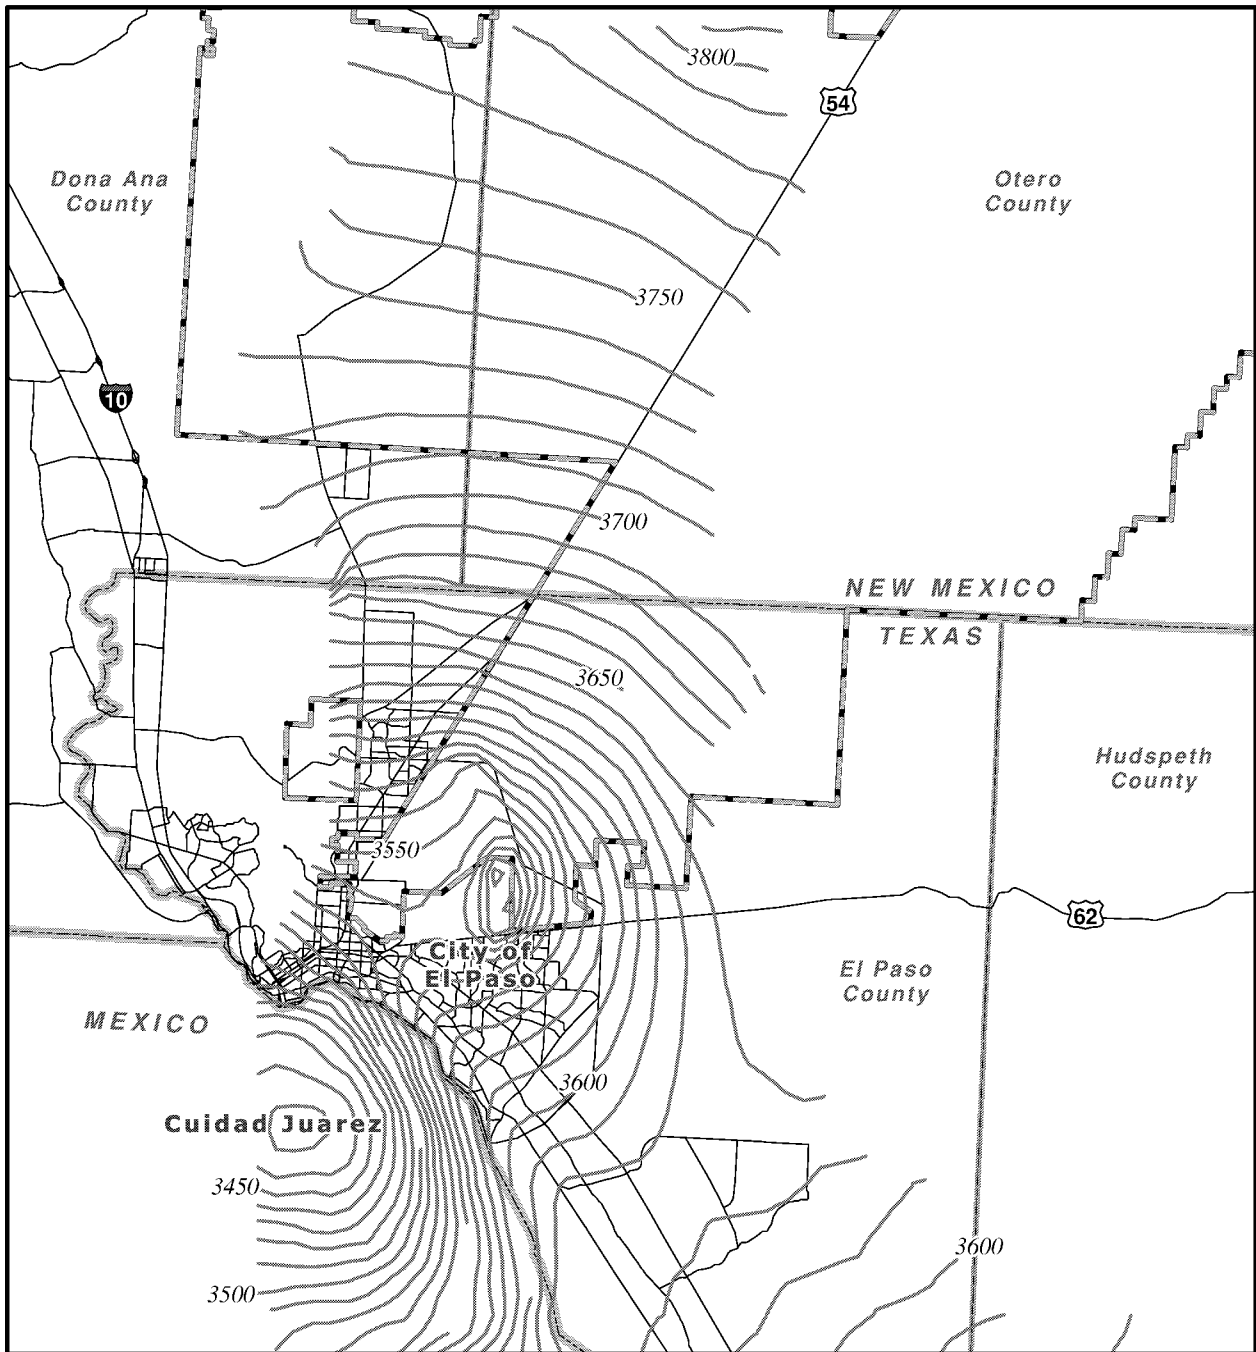 3800
54
Dona Ana
County
Otero
County
3750
10
3700
NEW MEXICO
TEXAS
3650
Hudspeth
County
3550
62
City of
El Paso
El Paso
County
MEXICO
3600
Cuidad Juarez
3450
3600
3500